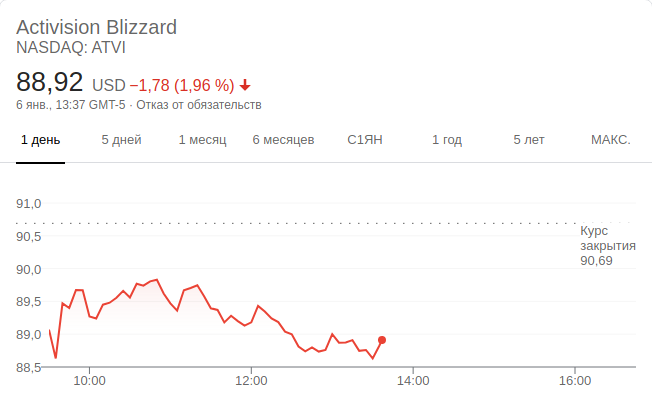 Activision Blizzard
NASDAQ: ATVI
88,92 USD −1,78 (1,96 %)
6 янв., 13:37 GMT-5 · Отказ от обязательств
1 день 5 дней 1 месяц 6 месяцев С1ЯН 1 год 5 лет МАКС.
91,0
90,5
90,0
89,5
89,0
88,5
Курс
закрытия
90,69
10:00 12:00 14:00 16:00